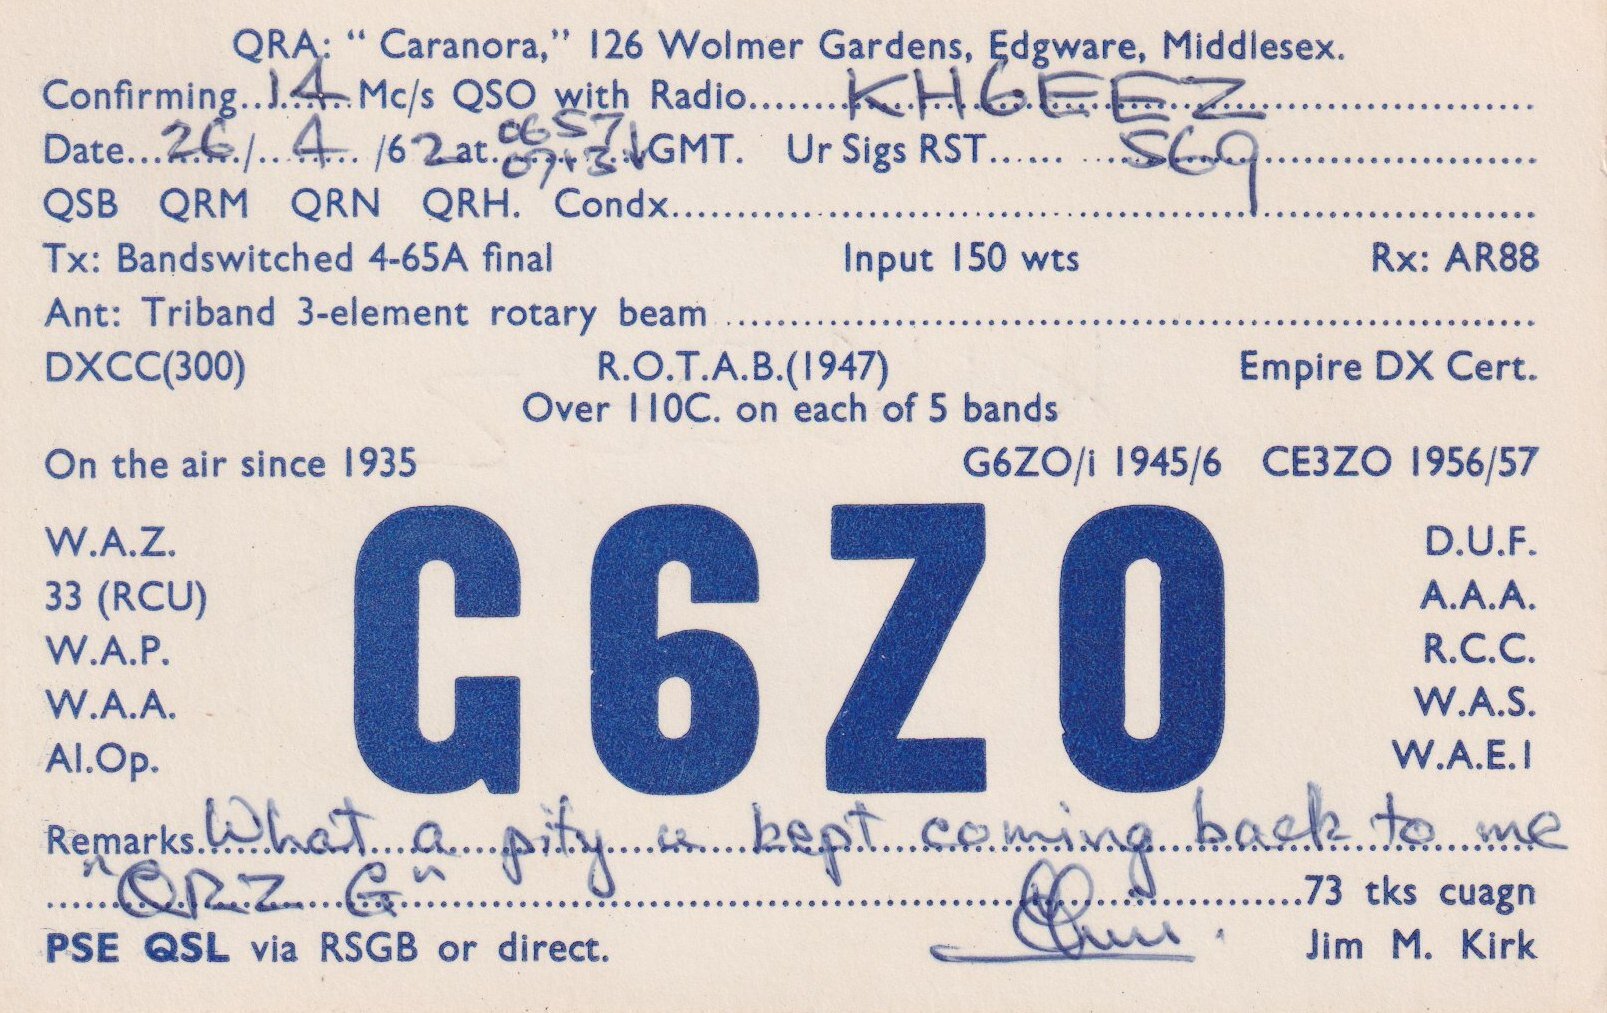 QRA: “ Caranora,” 126 Wolmer Gardens, Edgware, Middlesex.
Confirming...14...Mc/s QSO with Radio.......KH6EEZ.......
Date...26.../...4.../62 at 0657 GMT. Ur Sigs RST......569......
0713
QSB QRM QRN QRH. Condx.......
Tx: Bandswitched 4-65A final Input 150 wts Rx: AR88
Ant: Triband 3-element rotary beam.......
DXCC(300) R.O.T.A.B.(1947) Empire DX Cert.
Over 110C. on each of 5 bands
On the air since 1935 G6ZO/i 1945/6 CE3ZO 1956/57
G6ZO
W.A.Z. D.U.F.
33 (RCU) A.A.A.
W.A.P. R.C.C.
W.A.A. W.A.S.
A1.Op. W.A.E.I
Remarks. What a pity u kept coming back to me
"QRZ G" .......73 tks cuagn
PSE QSL via RSGB or direct. Jim Jim M. Kirk